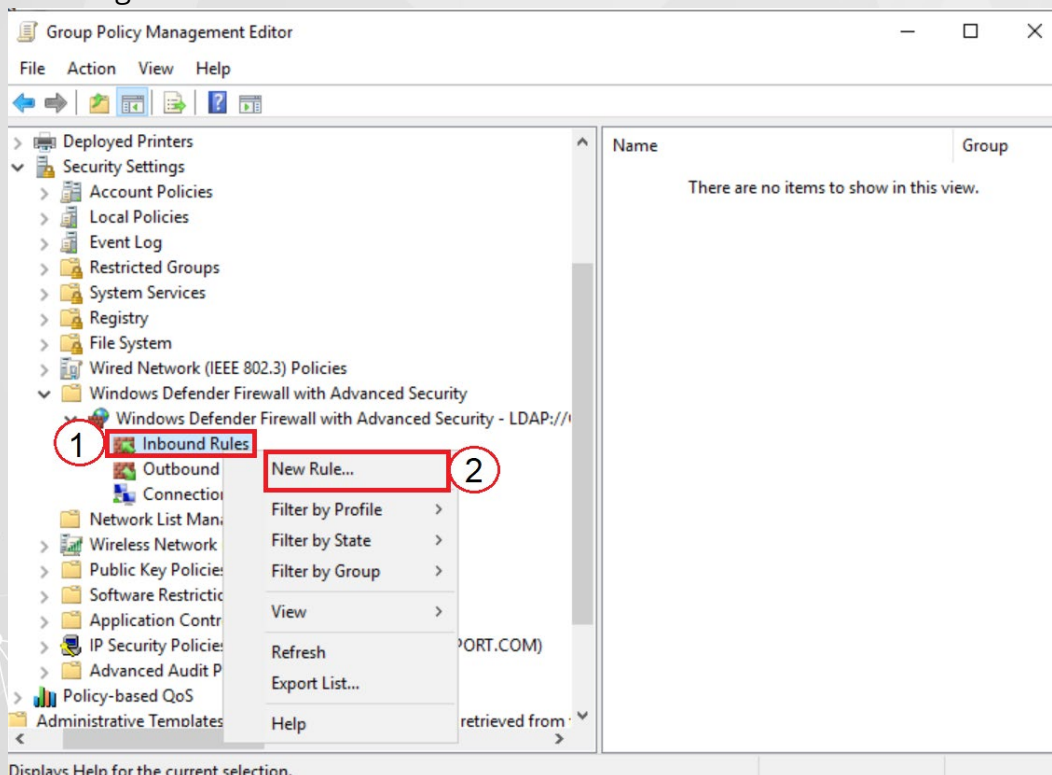 Group Policy Management Editor
File Action View Help
Deployed Printers
Security Settings
Account Policies
Local Policies
Event Log
Restricted Groups
System Services
Registry
File System
Wired Network (IEEE 802.3) Policies
Windows Defender Firewall with Advanced Security
Windows Defender Firewall with Advanced Security - LDAP://
1 Inbound Rules
Outbound
Connection
Network List Mana
Wireless Network
Public Key Policies
Software Restrictic
Application Contr
IP Security Policies PORT.COM)
Advanced Audit P
Policy-based QoS
Administrative Templates retrieved from
New Rule... 2
Filter by Profile
Filter by State
Filter by Group
View
Refresh
Export List...
Help
Name Group
There are no items to show in this view.
Displays Help for the current selection.